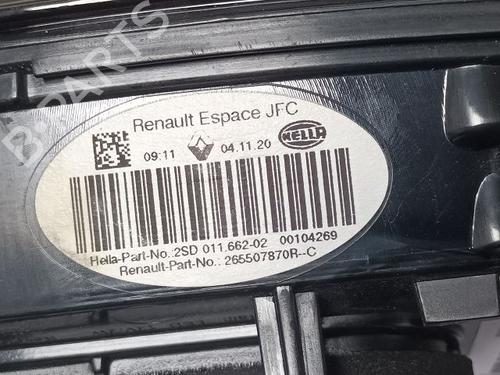 Renault Espace JFC
09:11 04.11.20 HELLA
Hella-Part-No.:2SD 011.662-02 00104269
Renault-Part-No.: 265507870R--C
B-PARTS